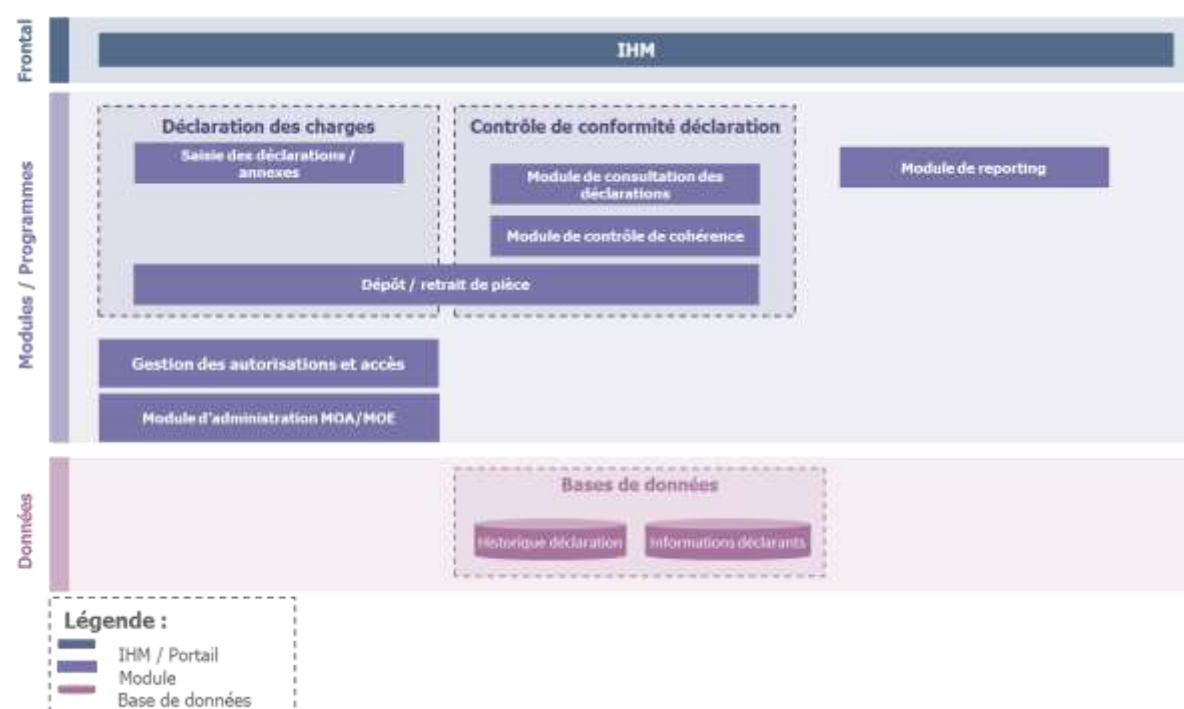 Frontal
IHM
Modules / Programmes
Déclaration des charges
Saisie des déclarations /
annexes
Contrôle de conformité déclaration
Module de consultation des
déclarations
Module de contrôle de cohérence
Dépôt / retrait de pièce
Module de reporting
Gestion des autorisations et accès
Module d'administration MOA/MOE
Données
Bases de données
Historique déclaration
Informations déclarants
Légende :
IHM / Portail
Module
Base de données